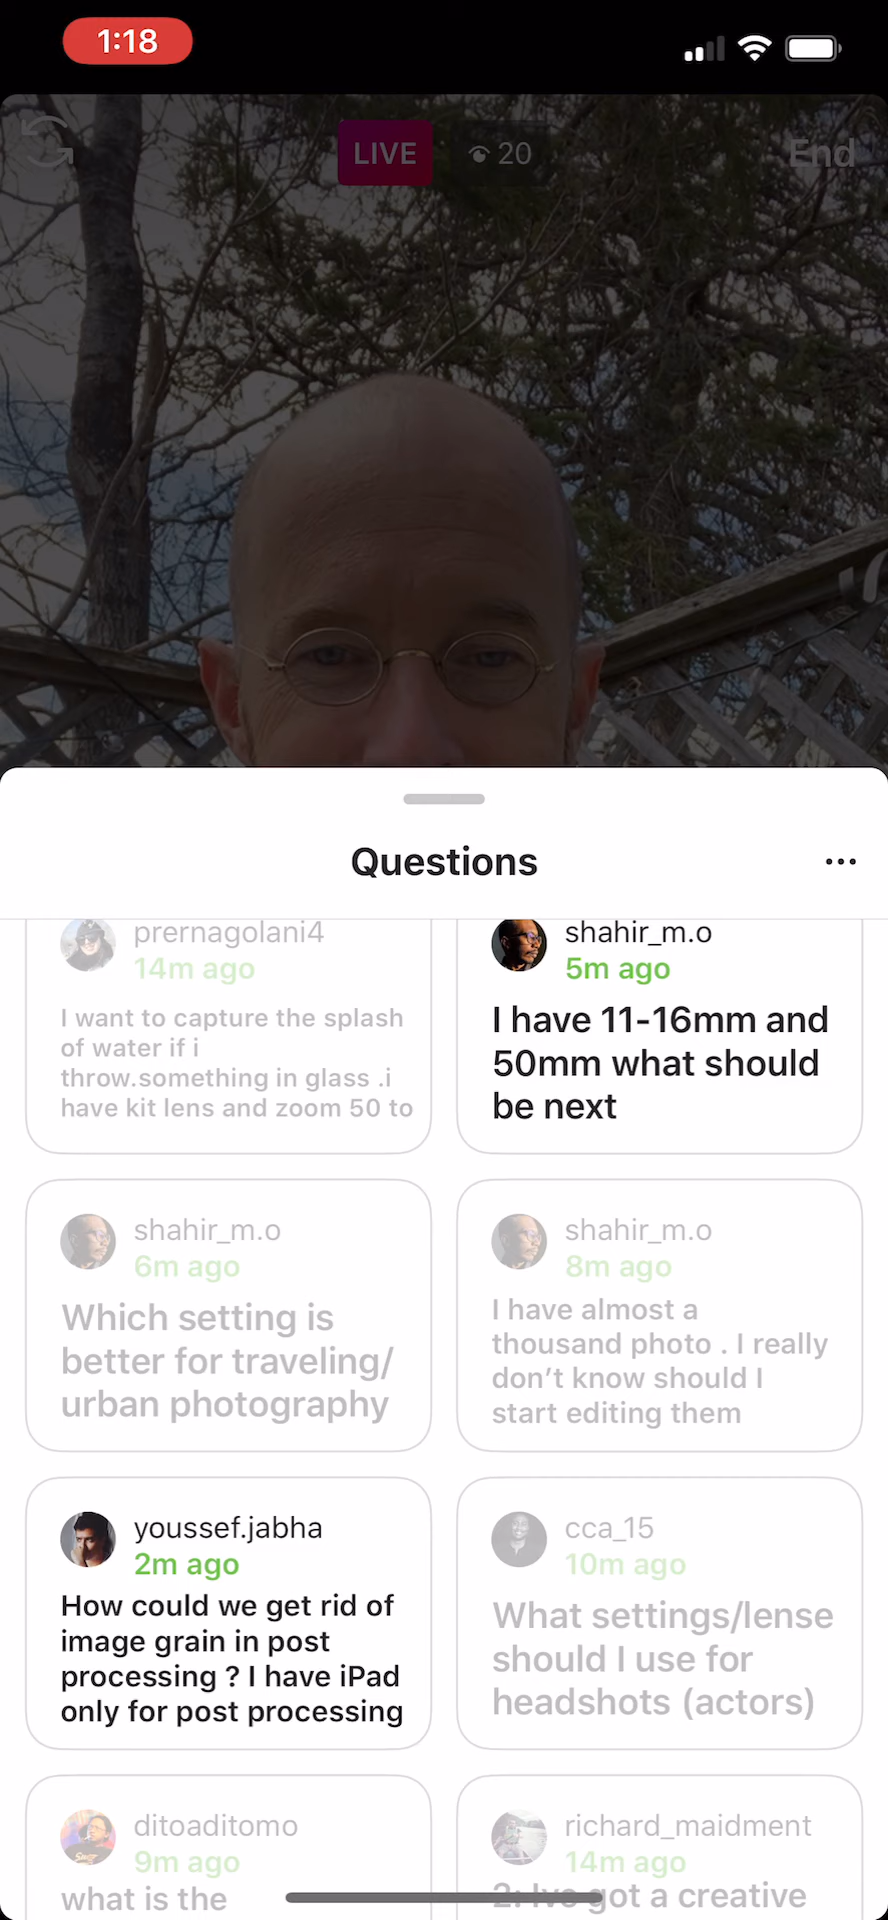 1:18
LIVE
20
End
Questions
prernagolani4
14m ago
I want to capture the splash
of water if i
throw.something in glass .i
have kit lens and zoom 50 to
shahir_m.o
5m ago
I have 11-16mm and
50mm what should
be next
shahir_m.o
6m ago
Which setting is
better for traveling/
urban photography
shahir_m.o
8m ago
I have almost a
thousand photo . I really
don’t know should I
start editing them
youssef.jabha
2m ago
How could we get rid of
image grain in post
processing ? I have iPad
only for post processing
cca_15
10m ago
What settings/lense
should I use for
headshots (actors)
ditoaditomo
9m ago
what is the
richard_maidment
14m ago
2: Ivs got a creative